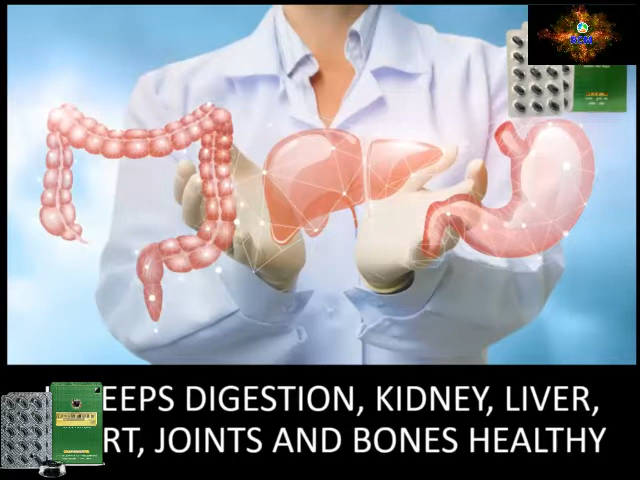 EEPS DIGESTION, KIDNEY, LIVER,
RT, JOINTS AND BONES HEALTHY